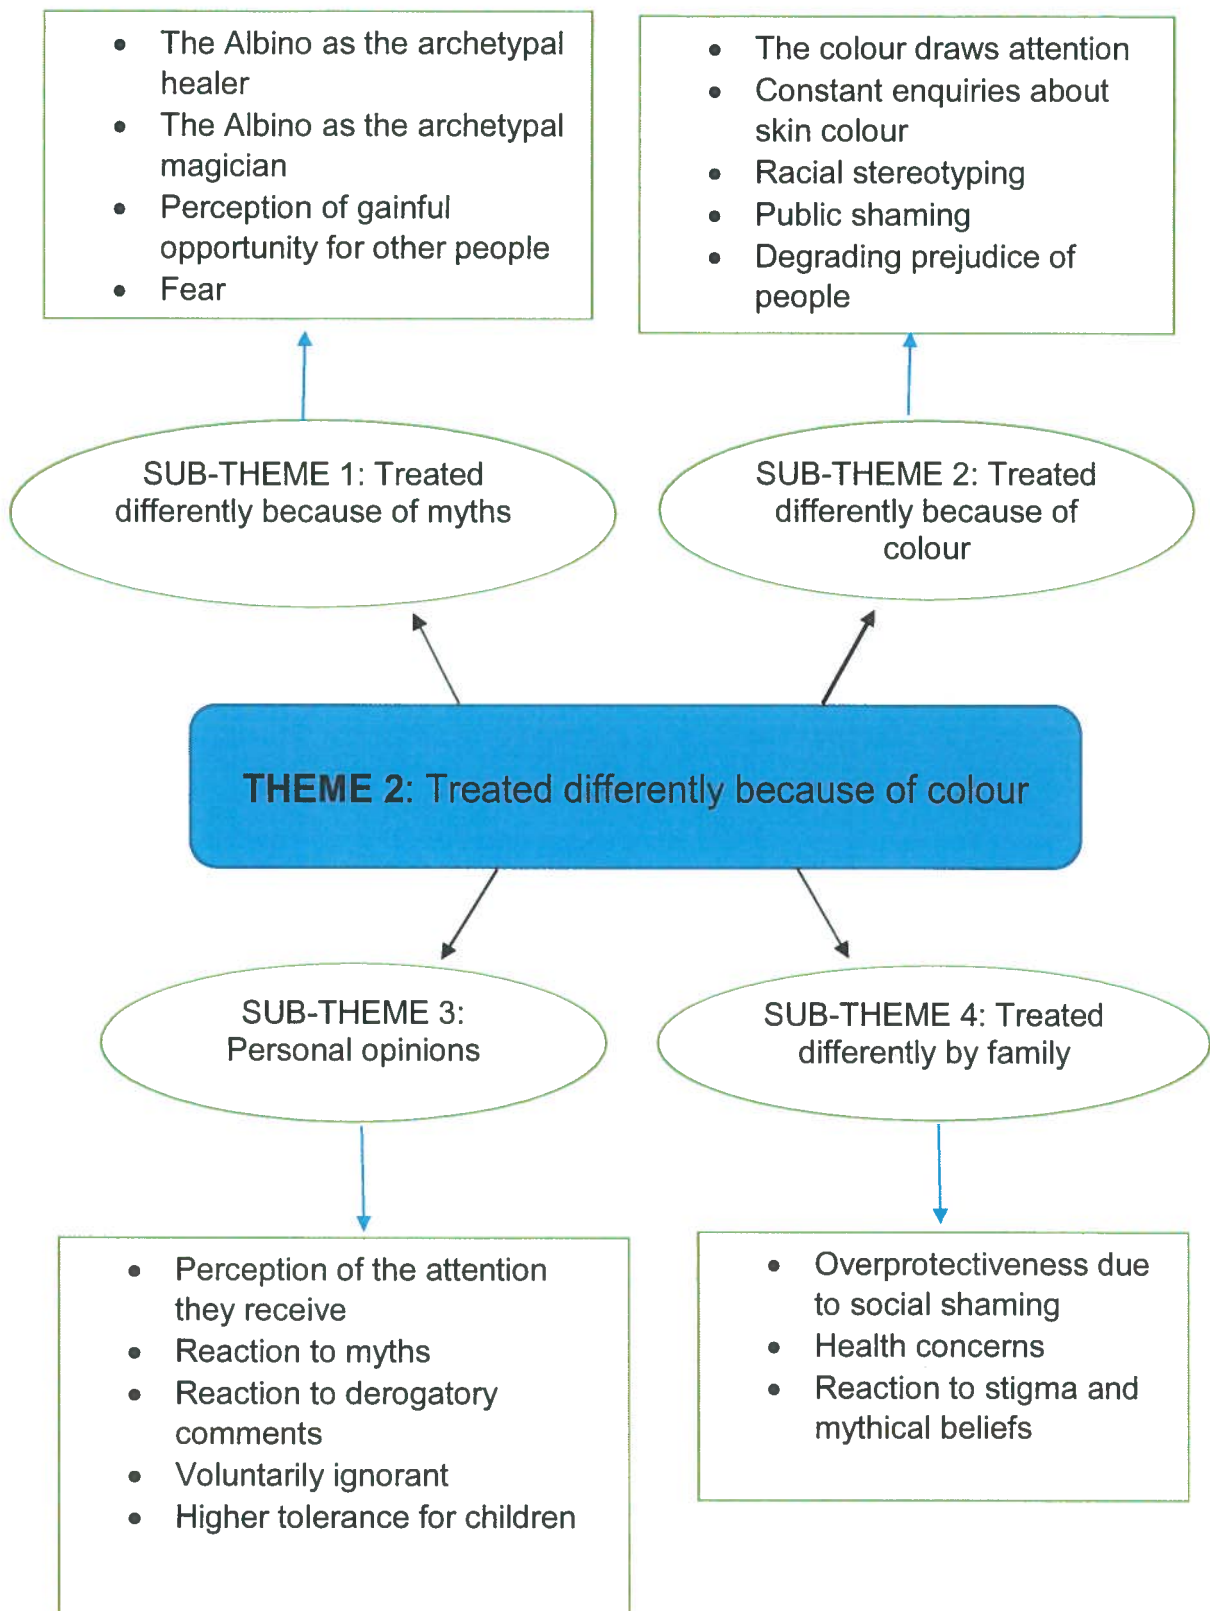 • The Albino as the archetypal
healer
• The Albino as the archetypal
magician
• Perception of gainful
opportunity for other people
• Fear
• The colour draws attention
• Constant enquiries about
skin colour
• Racial stereotyping
• Public shaming
• Degrading prejudice of
people
SUB-THEME 1: Treated
differently because of myths
SUB-THEME 2: Treated
differently because of
colour
THEME 2: Treated differently because of colour
SUB-THEME 3:
Personal opinions
SUB-THEME 4: Treated
differently by family
• Perception of the attention
they receive
• Reaction to myths
• Reaction to derogatory
comments
• Voluntarily ignorant
• Higher tolerance for children
• Overprotectiveness due
to social shaming
• Health concerns
• Reaction to stigma and
mythical beliefs